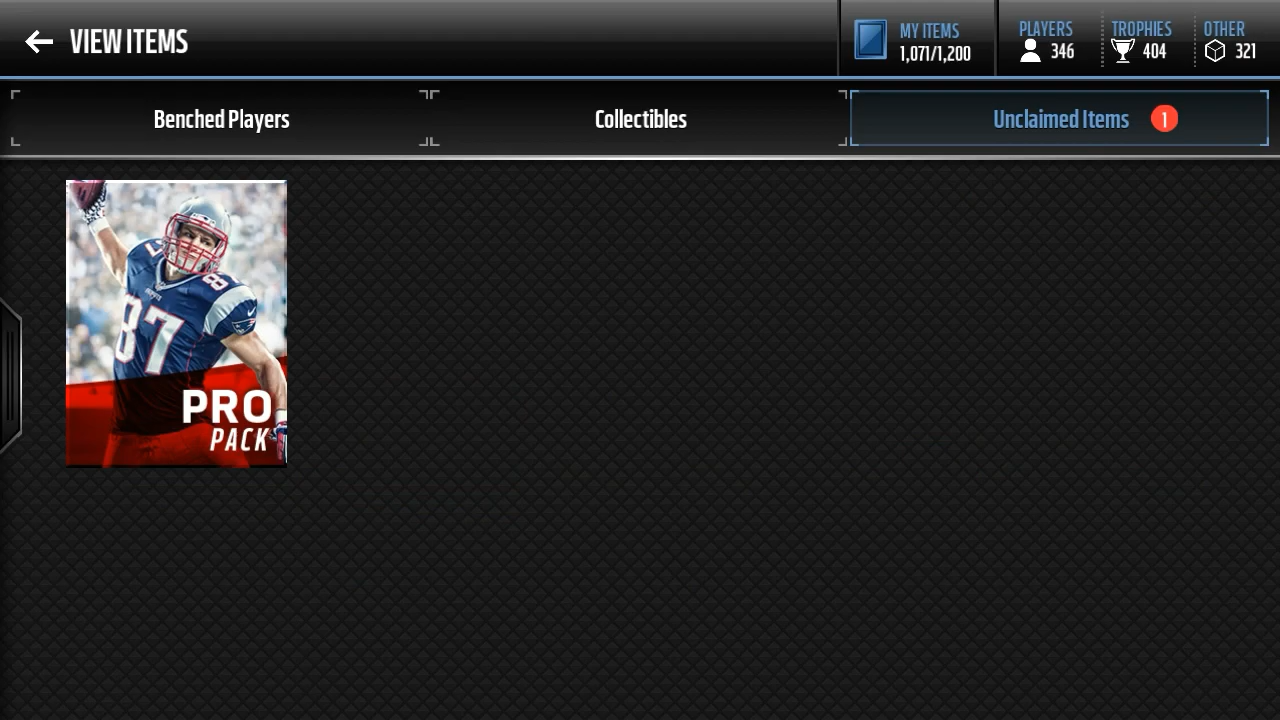 VIEW ITEMS
MY ITEMS
1,071/1,200
PLAYERS
346
TROPHIES
404
OTHER
321
Benched Players
Collectibles
Unclaimed Items 1
87
PRO
PACK